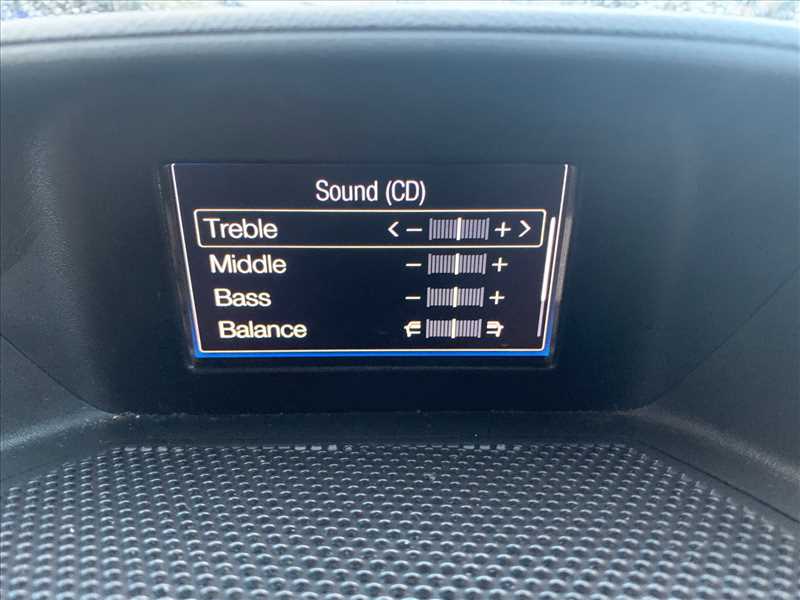 Sound (CD)
Treble < − + >
Middle − +
Bass − +
Balance